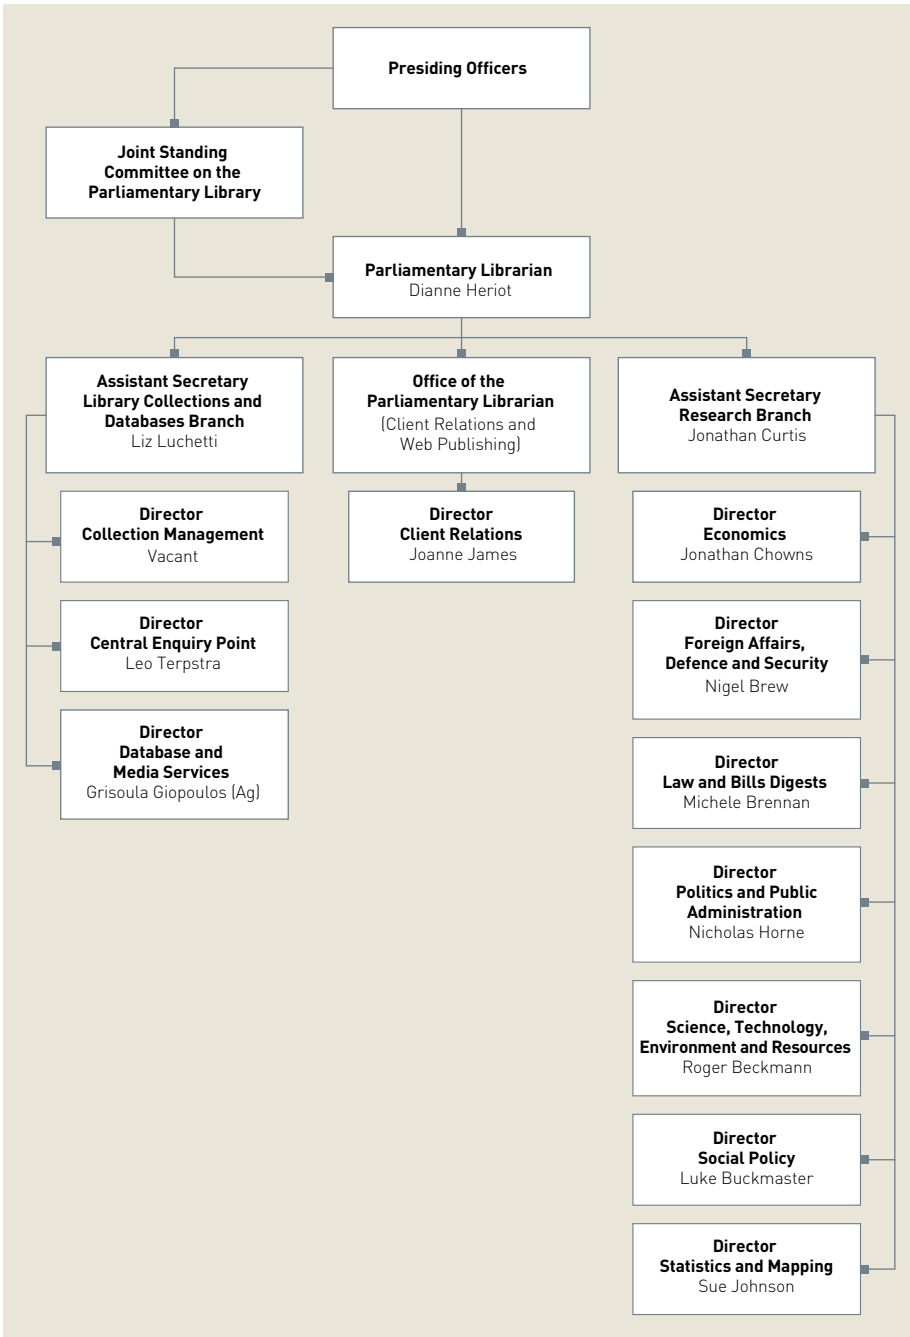 Presiding Officers
Joint Standing
Committee on the
Parliamentary Library
Parliamentary Librarian
Dianne Heriot
Assistant Secretary
Library Collections and
Databases Branch
Liz Luchetti
Office of the
Parliamentary Librarian
(Client Relations and
Web Publishing)
Assistant Secretary
Research Branch
Jonathan Curtis
Director
Collection Management
Vacant
Director
Central Enquiry Point
Leo Terpstra
Director
Database and
Media Services
Grisoula Giopoulos (Ag)
Director
Client Relations
Joanne James
Director
Economics
Jonathan Chowns
Director
Foreign Affairs,
Defence and Security
Nigel Brew
Director
Law and Bills Digests
Michele Brennan
Director
Politics and Public
Administration
Nicholas Horne
Director
Science, Technology,
Environment and Resources
Roger Beckmann
Director
Social Policy
Luke Buckmaster
Director
Statistics and Mapping
Sue Johnson